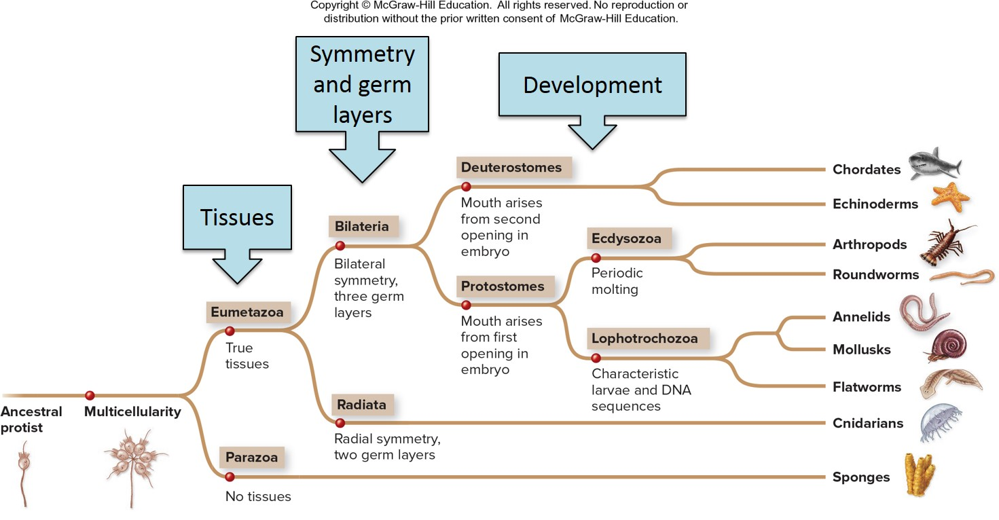 Copyright © McGraw-Hill Education. All rights reserved. No reproduction or
distribution without the prior written consent of McGraw-Hill Education.
Symmetry
and germ
layers
Development
Tissues
Deuterostomes
Mouth arises
from second
opening in
embryo
Bilateria
Bilateral
symmetry,
three germ
layers
Ecdysozoa
Periodic
molting
Protostomes
Mouth arises
from first
opening in
embryo
Eumetazoa
True
tissues
Lophotrochozoa
Characteristic
larvae and DNA
sequences
Ancestral
protist
Multicellularity
Radiata
Radial symmetry,
two germ layers
Parazoa
No tissues
Chordates
Echinoderms
Arthropods
Roundworms
Annelids
Mollusks
Flatworms
Cnidarians
Sponges